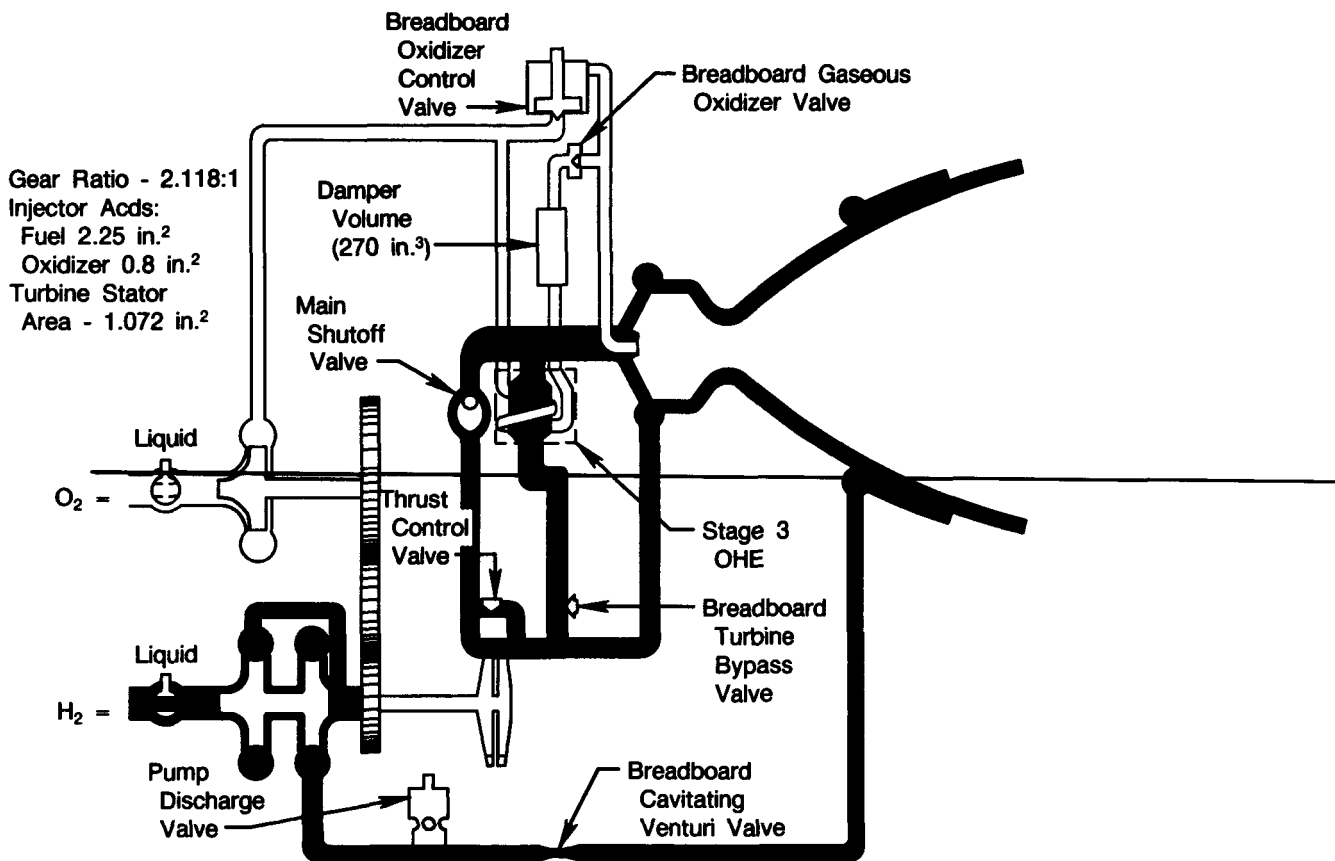 Breadboard
Oxidizer
Control
Valve
Breadboard Gaseous
Oxidizer Valve
Gear Ratio - 2.118:1
Injector Acds:
Fuel 2.25 in.²
Oxidizer 0.8 in.²
Turbine Stator
Area - 1.072 in.²
Damper
Volume
(270 in.³)
Main
Shutoff
Valve
Liquid
O₂ =
Thrust
Control
Valve
Stage 3
OHE
Breadboard
Turbine
Bypass
Valve
Liquid
H₂ =
Pump
Discharge
Valve
Breadboard
Cavitating
Venturi Valve